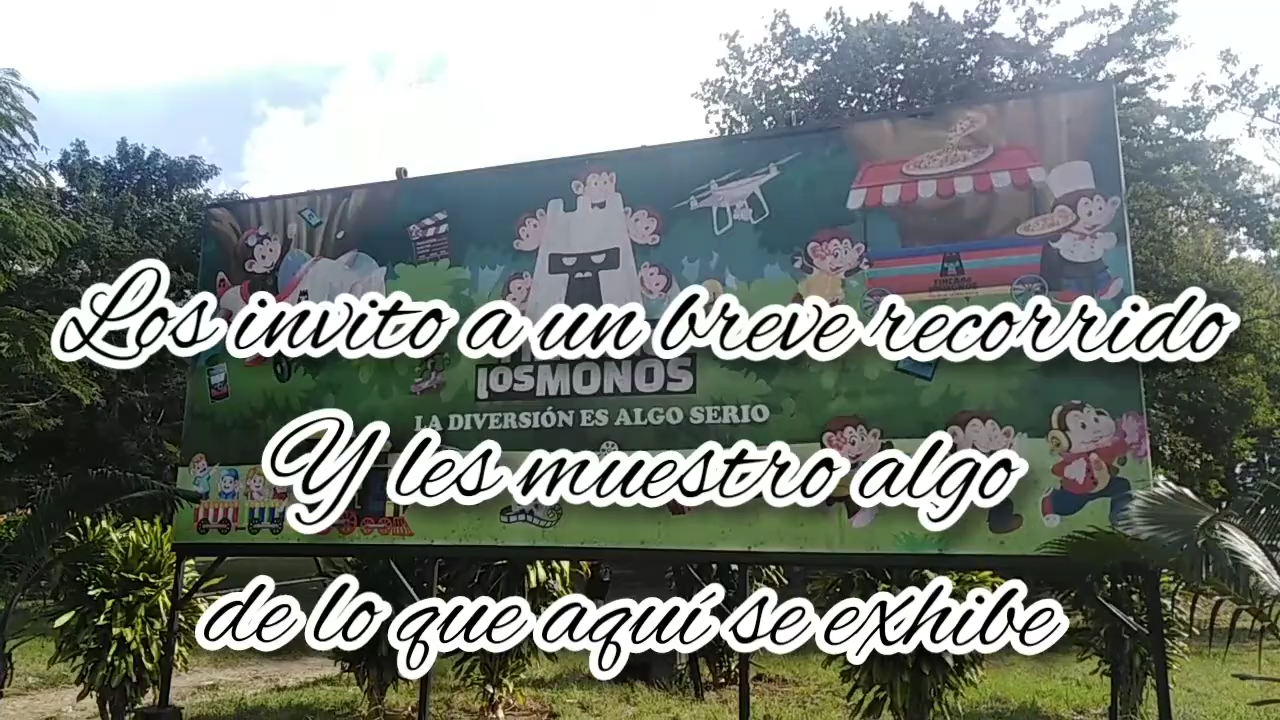 Los invito a un breve recorrido
LOS MONOS
LA DIVERSIÓN ES ALGO SERIO
Y les muestro algo
de lo que aquí se exhibe